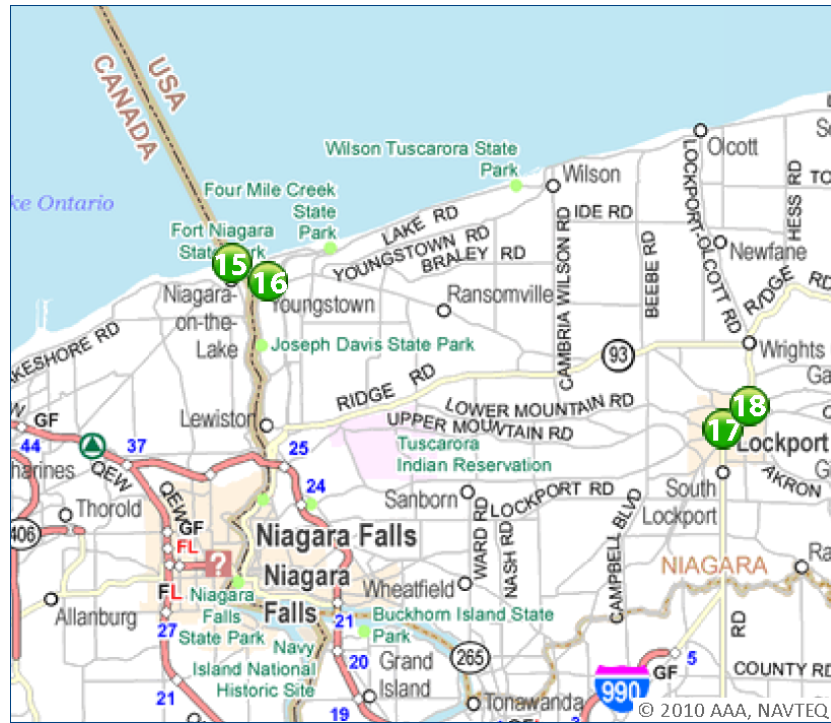 USA
CANADA
ke Ontario
Wilson Tuscarora State
Park
Four Mile Creek
State
Park
Fort Niagara
15
16
Niagara-
on-the-
Lake
Youngstown
LAKE RD
YOUNGSTOWN RD
BRALEY RD
Wilson
IDE RD
Olcott
LOCKPORT-OLCOTT RD
HESS RD
Newfane
RIDGE RD
BEEBE RD
CAMBRIA WILSON RD
Ransomville
Joseph Davis State Park
93
Wrights
AKESHORE RD
Lewiston
RIDGE RD
LOWER MOUNTAIN RD
UPPER MOUNTAIN RD
18
17
Lockport
Tuscarora
Indian Reservation
GF
44
37
QEW
25
24
Sanborn
LOCKPORT RD
AKRON
South
Lockport
harines
Thorold
406
QEW
GF
FL
?
Niagara Falls
Niagara
Falls
WARD RD
NASH RD
CAMPBELL BLVD
NIAGARA
Ra
Wheatfield
Allanburg
FL
27
Niagara
Falls
State Park
Buckhorn Island State
Park
21
Navy
Island National
Historic Site
20
Grand
Island
265
RD
5
GF
COUNTY RD
21
19
Tonawanda
990
© 2010 AAA, NAVTEQ